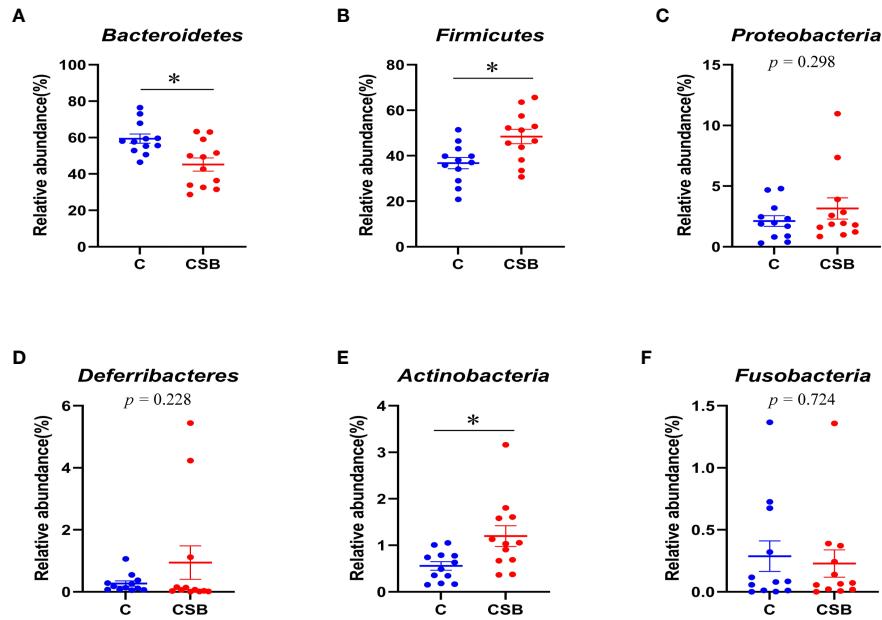 A
Bacteroidetes
Relative abundance(%)
100
80
60
40
20
0
*
C
CSB
B
Firmicutes
Relative abundance(%)
80
60
40
20
0
*
C
CSB
C
Proteobacteria
p = 0.298
Relative abundance(%)
15
10
5
0
C
CSB
D
Deferribacteres
p = 0.228
Relative abundance(%)
6
4
2
0
C
CSB
E
Actinobacteria
Relative abundance(%)
4
3
2
1
0
*
C
CSB
F
Fusobacteria
p = 0.724
Relative abundance(%)
1.5
1.0
0.5
0.0
C
CSB